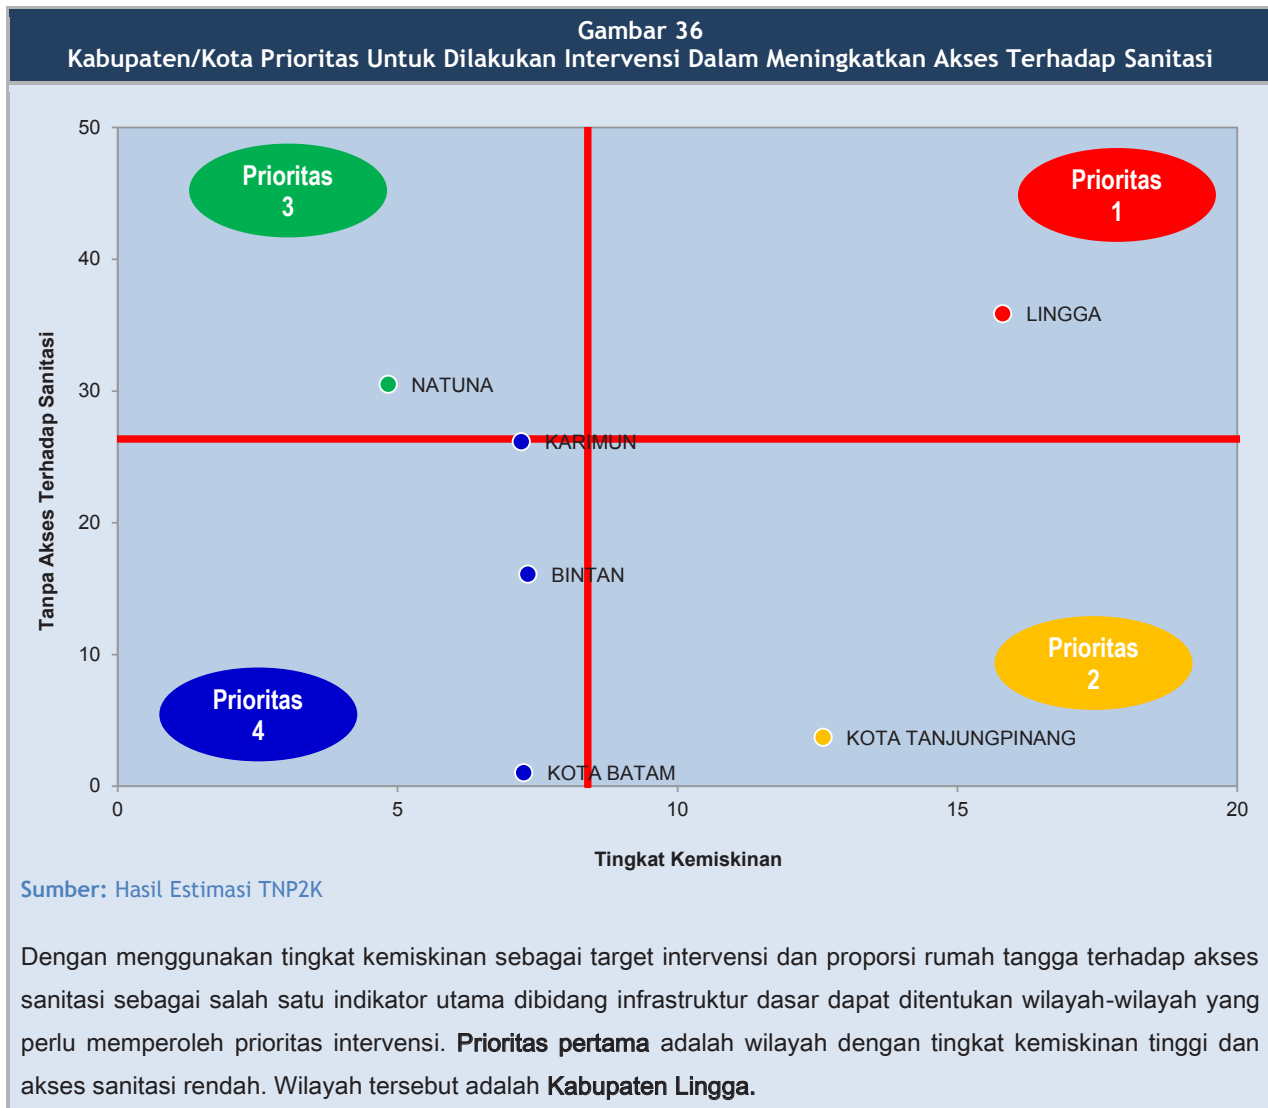 Gambar 36
Kabupaten/Kota Prioritas Untuk Dilakukan Intervensi Dalam Meningkatkan Akses Terhadap Sanitasi
50
40
30
20
10
0
Tanpa Akses Terhadap Sanitasi
Prioritas
3
Prioritas
1
LINGGA
NATUNA
KARIMUN
BINTAN
Prioritas
2
Prioritas
4
KOTA TANJUNGPINANG
KOTA BATAM
0
5
10
15
20
Tingkat Kemiskinan
Sumber: Hasil Estimasi TNP2K
Dengan menggunakan tingkat kemiskinan sebagai target intervensi dan proporsi rumah tangga terhadap akses
sanitasi sebagai salah satu indikator utama dibidang infrastruktur dasar dapat ditentukan wilayah-wilayah yang
perlu memperoleh prioritas intervensi. Prioritas pertama adalah wilayah dengan tingkat kemiskinan tinggi dan
akses sanitasi rendah. Wilayah tersebut adalah Kabupaten Lingga.